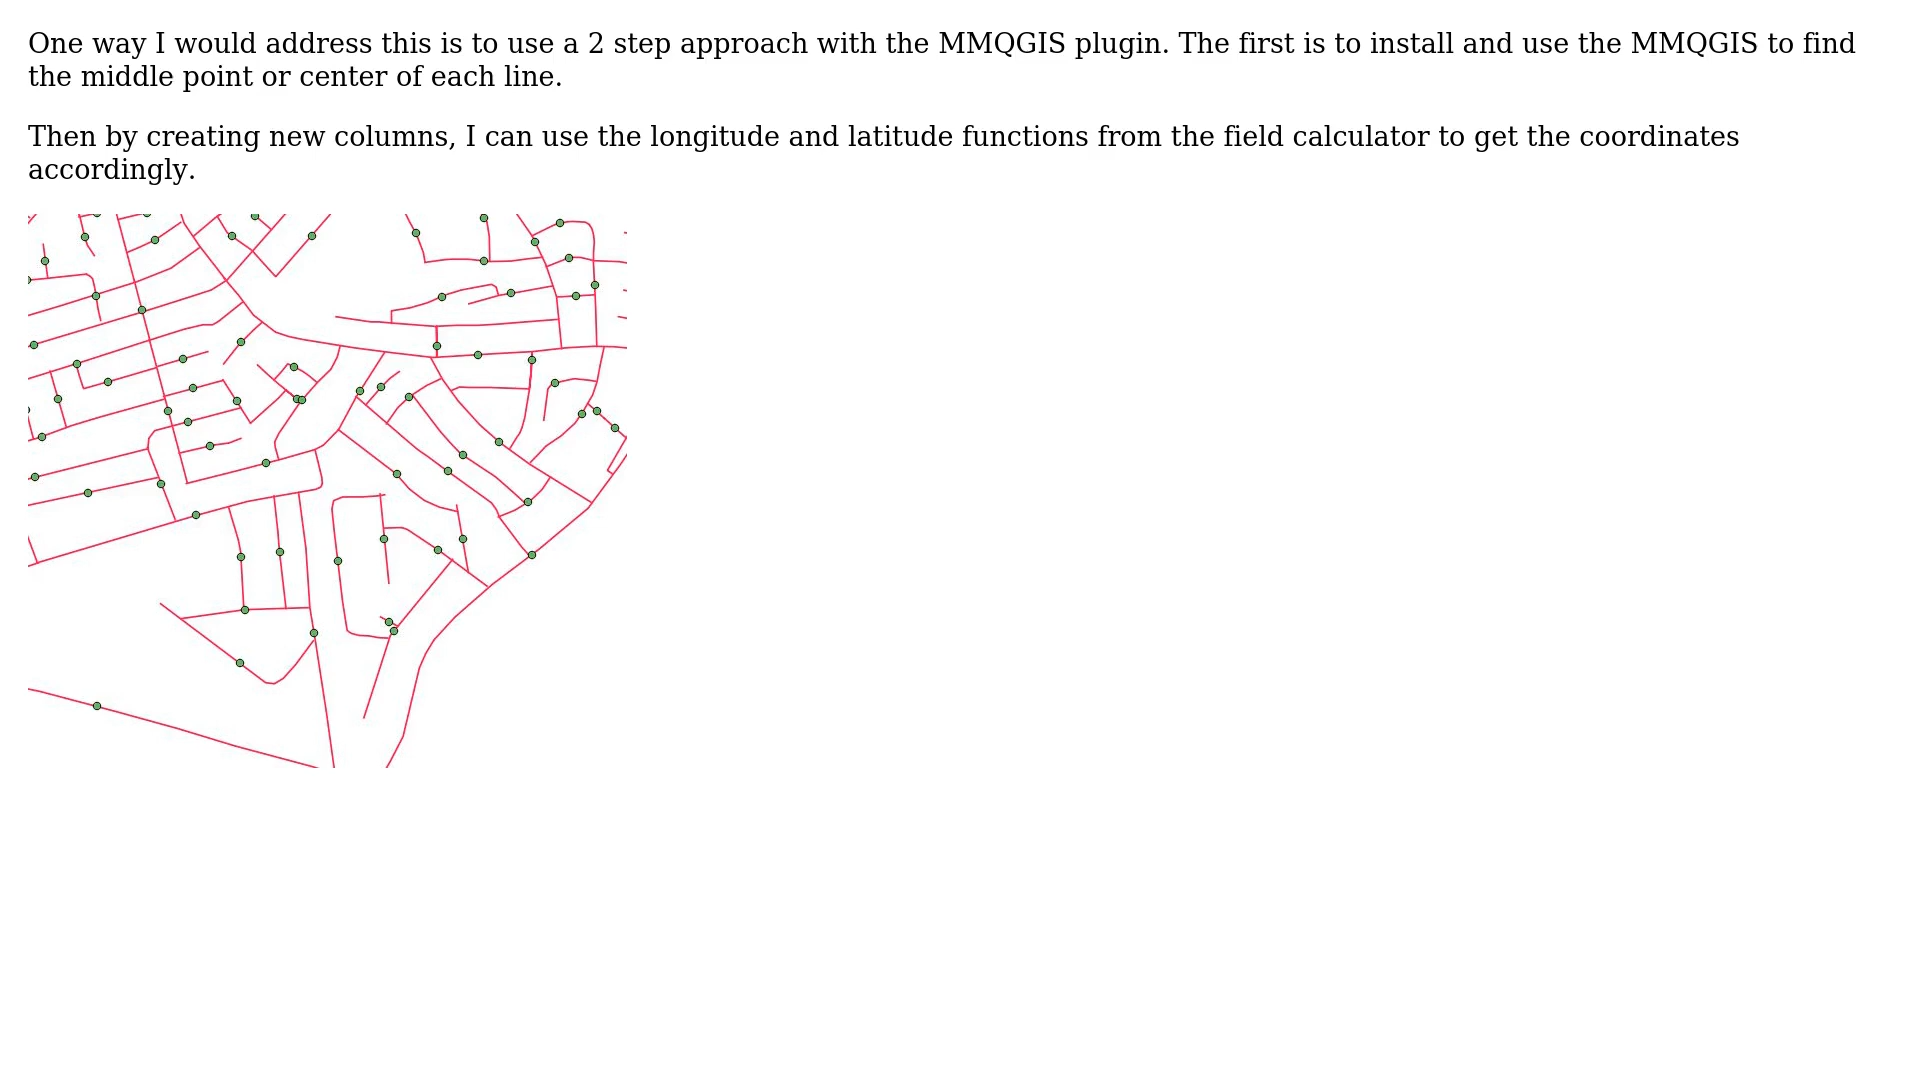 One way I would address this is to use a 2 step approach with the MMQGIS plugin. The first is to install and use the MMQGIS to find
the middle point or center of each line.
Then by creating new columns, I can use the longitude and latitude functions from the field calculator to get the coordinates
accordingly.